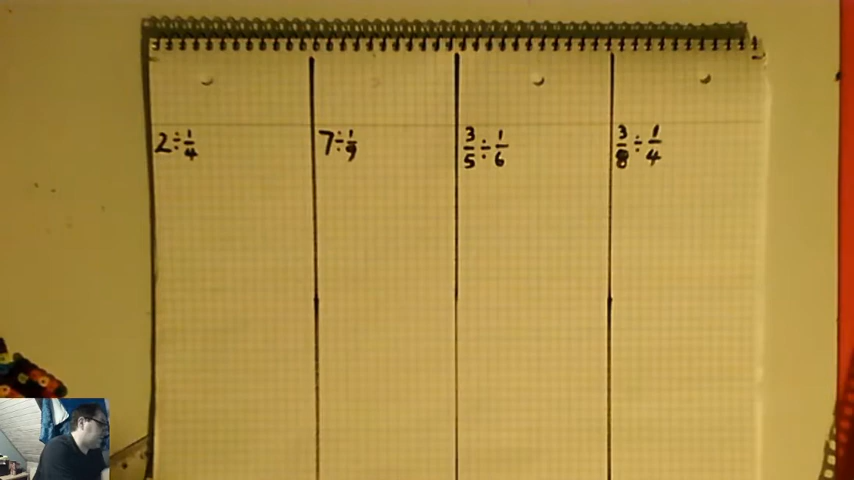 2 ÷ 1/4
7 ÷ 1/9
3/5 ÷ 1/6
3/8 ÷ 1/4